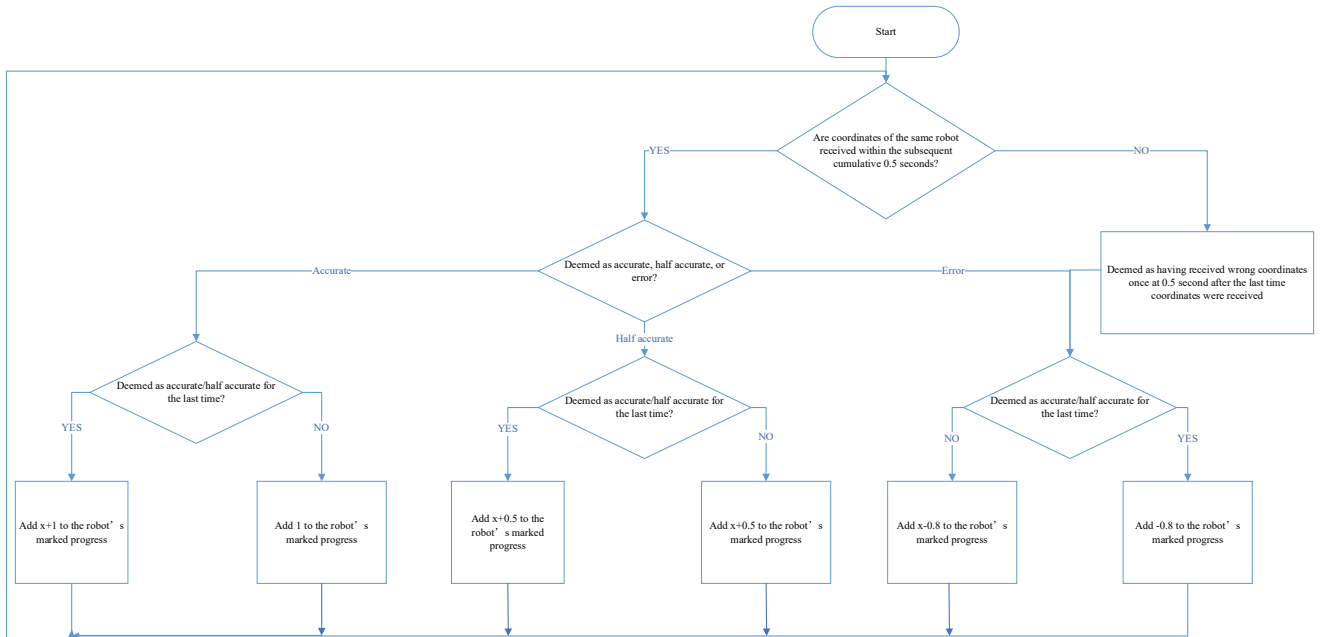 Start
Are coordinates of the same robot
received within the subsequent
cumulative 0.5 seconds?
YES
NO
Deemed as accurate, half accurate, or
error?
Accurate
Error
Deemed as having received wrong coordinates
once at 0.5 second after the last time
coordinates were received
Half accurate
Deemed as accurate/half accurate for
the last time?
Deemed as accurate/half accurate for
the last time?
Deemed as accurate/half accurate for
the last time?
YES
NO
YES
NO
NO
YES
Add x+1 to the robot’s
marked progress
Add 1 to the robot’s
marked progress
Add x+0.5 to the
robot’s marked
progress
Add x+0.5 to the robot’s
marked progress
Add x-0.8 to the robot’s
marked progress
Add -0.8 to the robot’s
marked progress